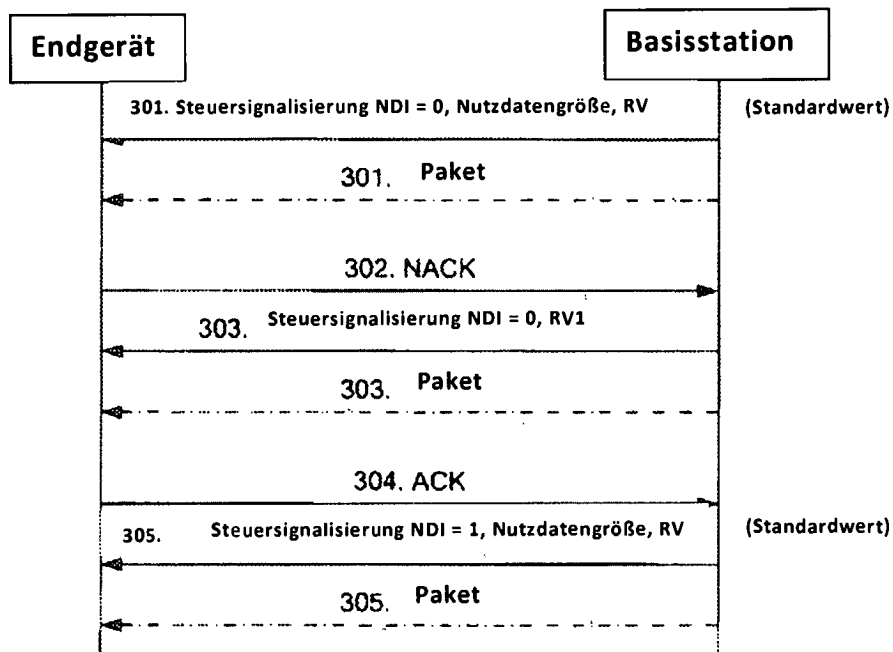 Endgerät
Basisstation
301. Steuersignalisierung NDI = 0, Nutzdatengröße, RV (Standardwert)
301. Paket
302. NACK
303. Steuersignalisierung NDI = 0, RV1
303. Paket
304. ACK
305. Steuersignalisierung NDI = 1, Nutzdatengröße, RV (Standardwert)
305. Paket